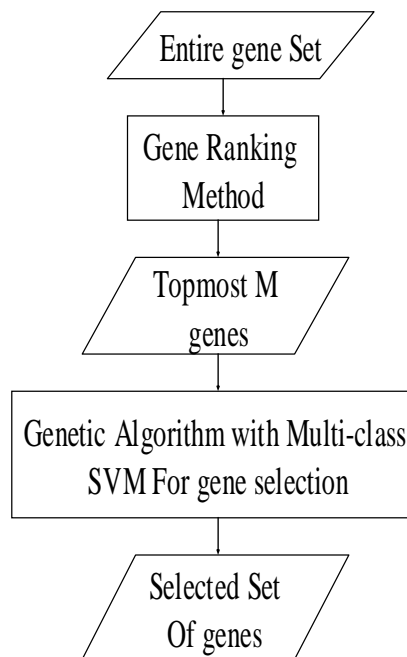 Entire gene Set
Gene Ranking
Method
Topmost M
genes
Genetic Algorithm with Multi-class
SVM For gene selection
Selected Set
Of genes